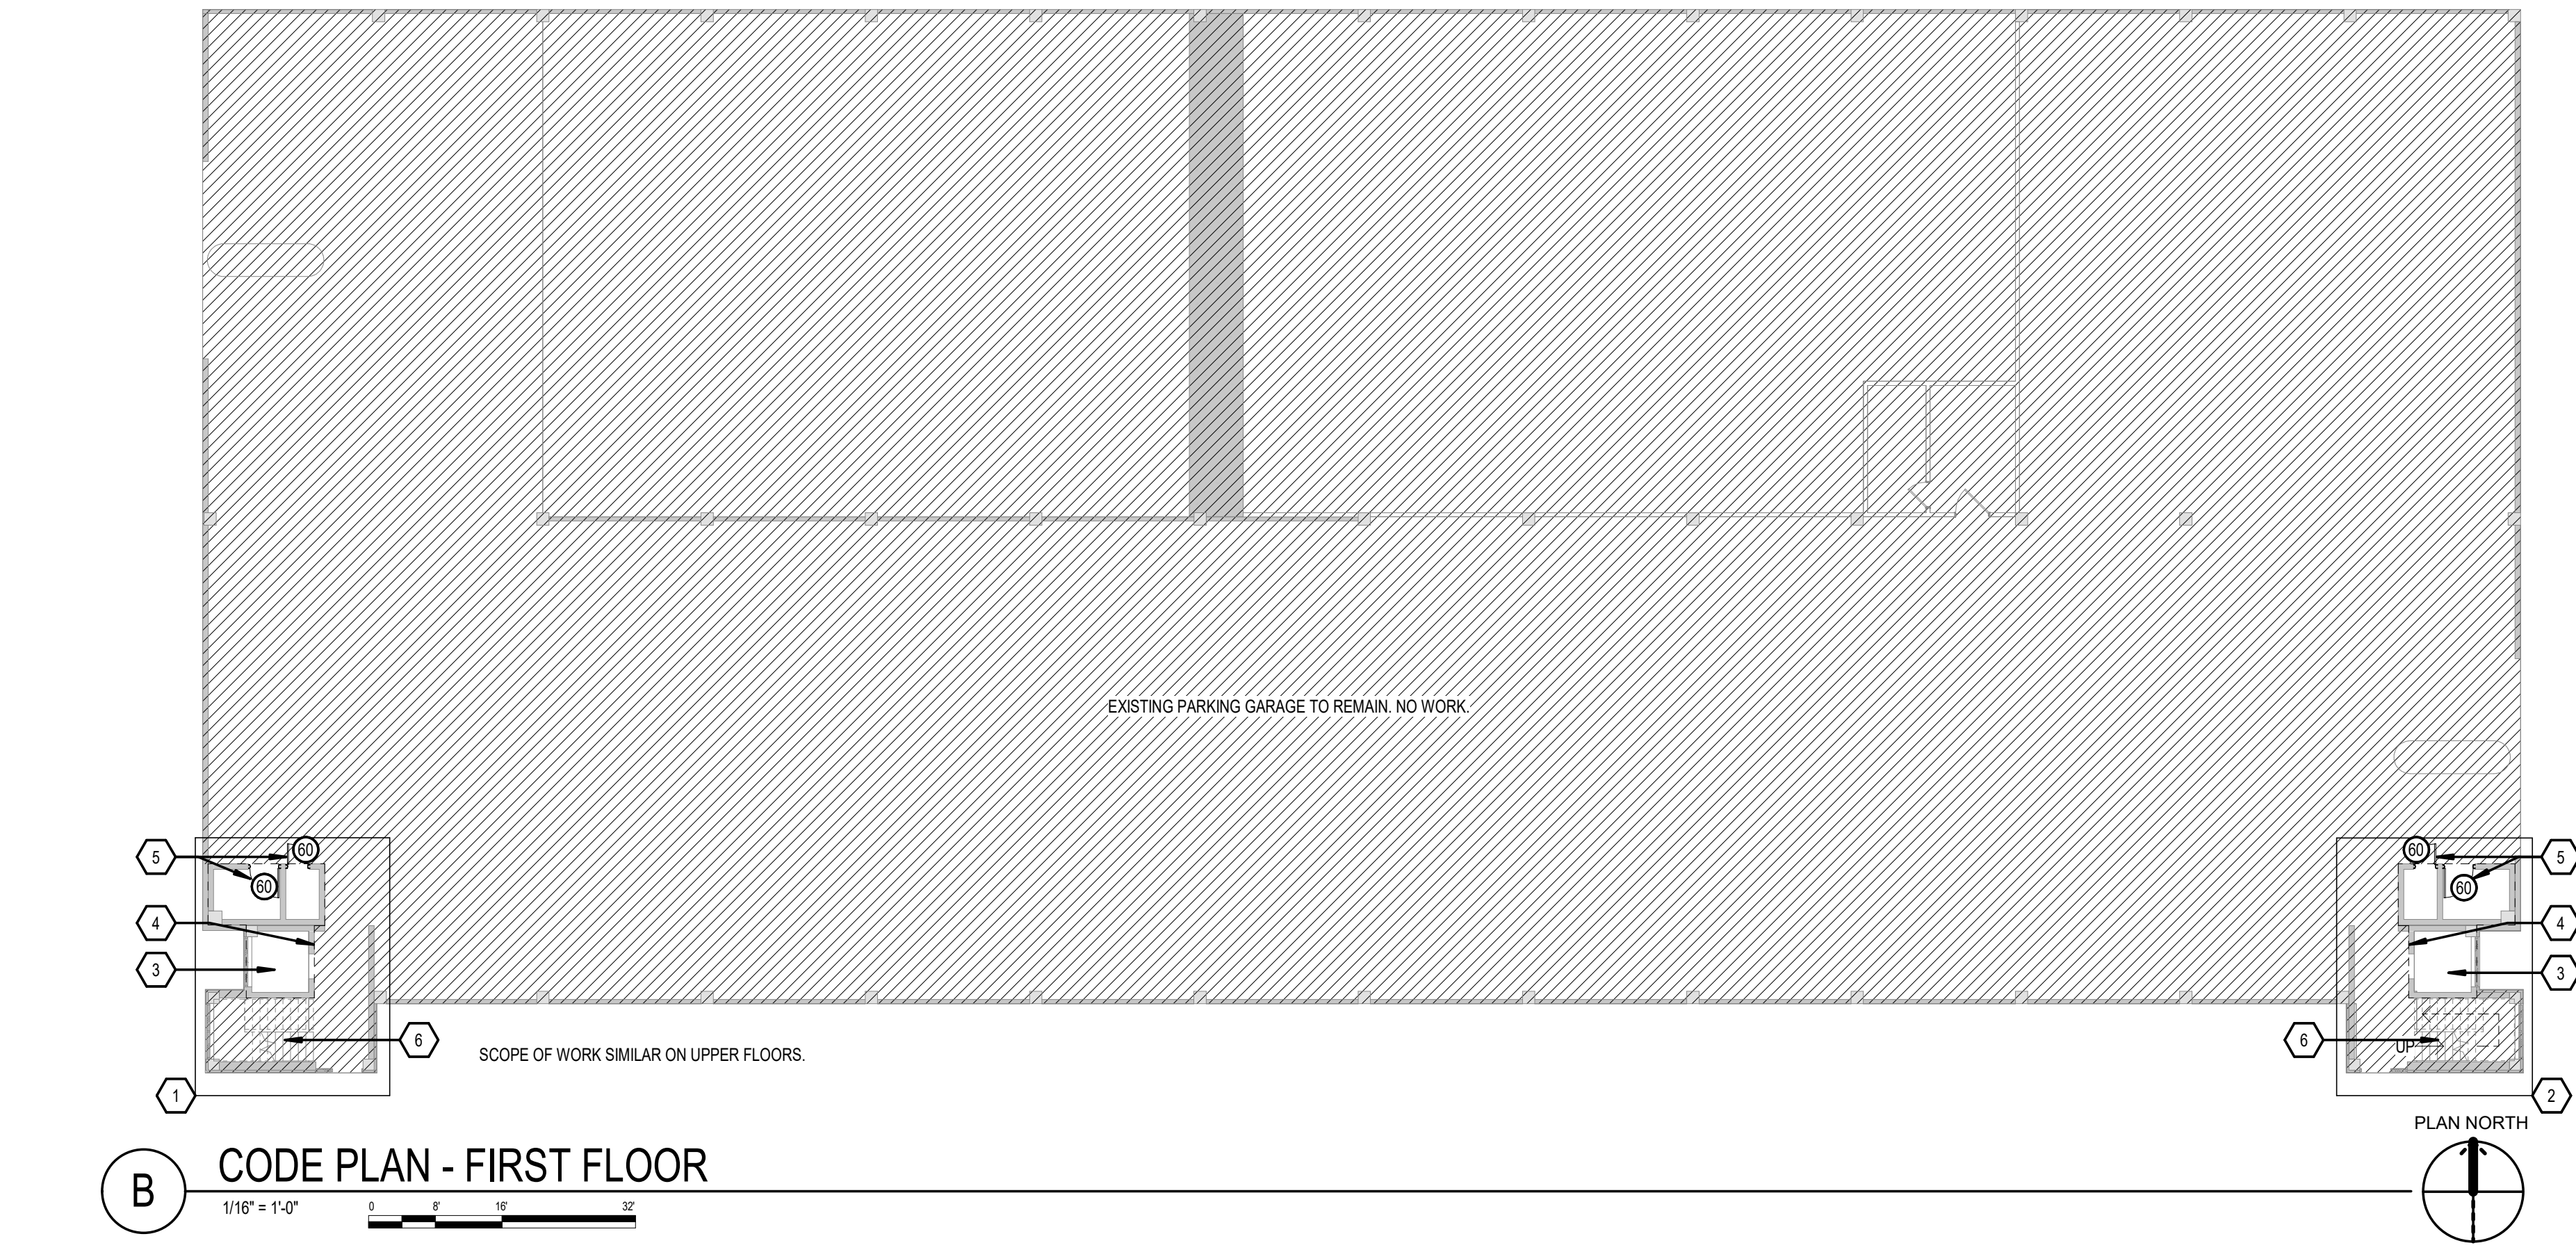 EXISTING PARKING GARAGE TO REMAIN. NO WORK.
60
60
5
5
60
60
4
4
3
3
6
6
UP
SCOPE OF WORK SIMILAR ON UPPER FLOORS.
1
2
PLAN NORTH
B
CODE PLAN - FIRST FLOOR
1/16" = 1'-0"
0 8' 16' 32'